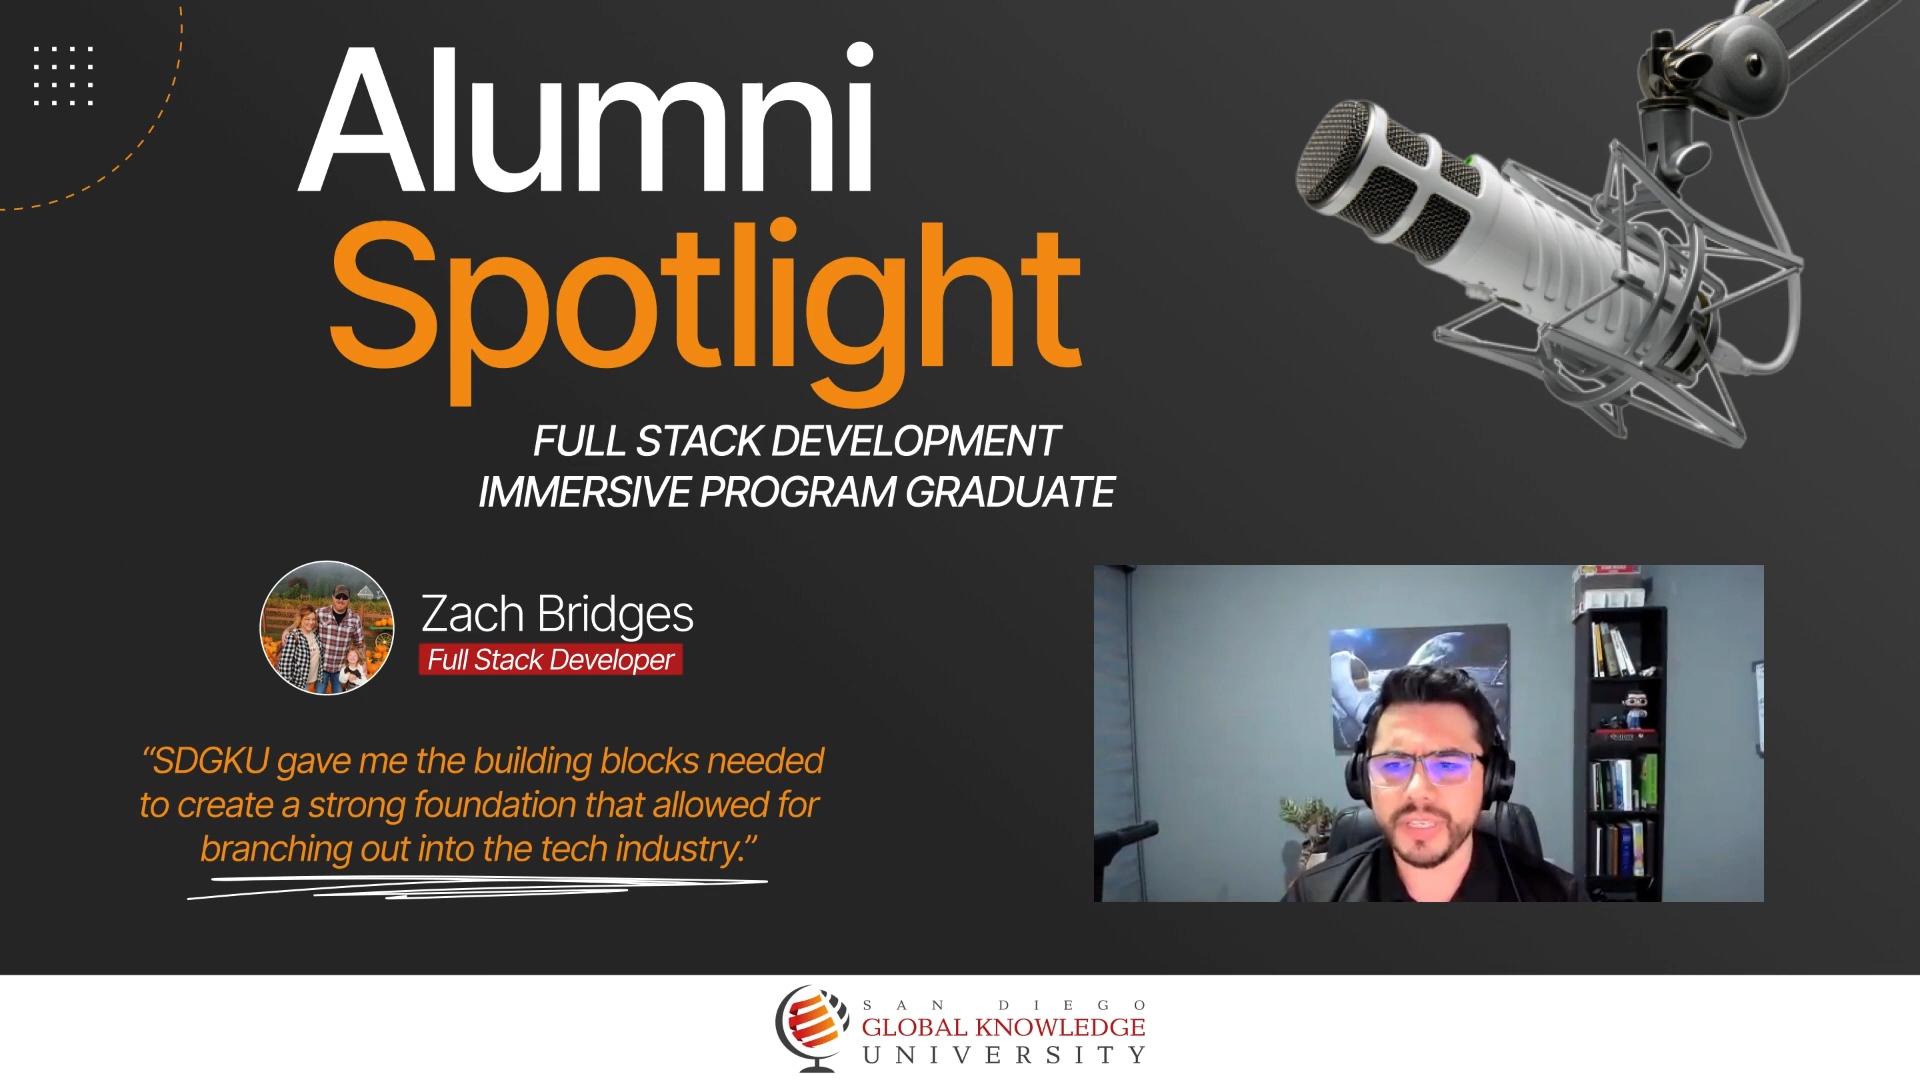 Alumni
Spotlight
FULL STACK DEVELOPMENT
IMMERSIVE PROGRAM GRADUATE
Zach Bridges
Full Stack Developer
“SDGKU gave me the building blocks needed
to create a strong foundation that allowed for
branching out into the tech industry.”
SAN DIEGO
GLOBAL KNOWLEDGE
UNIVERSITY